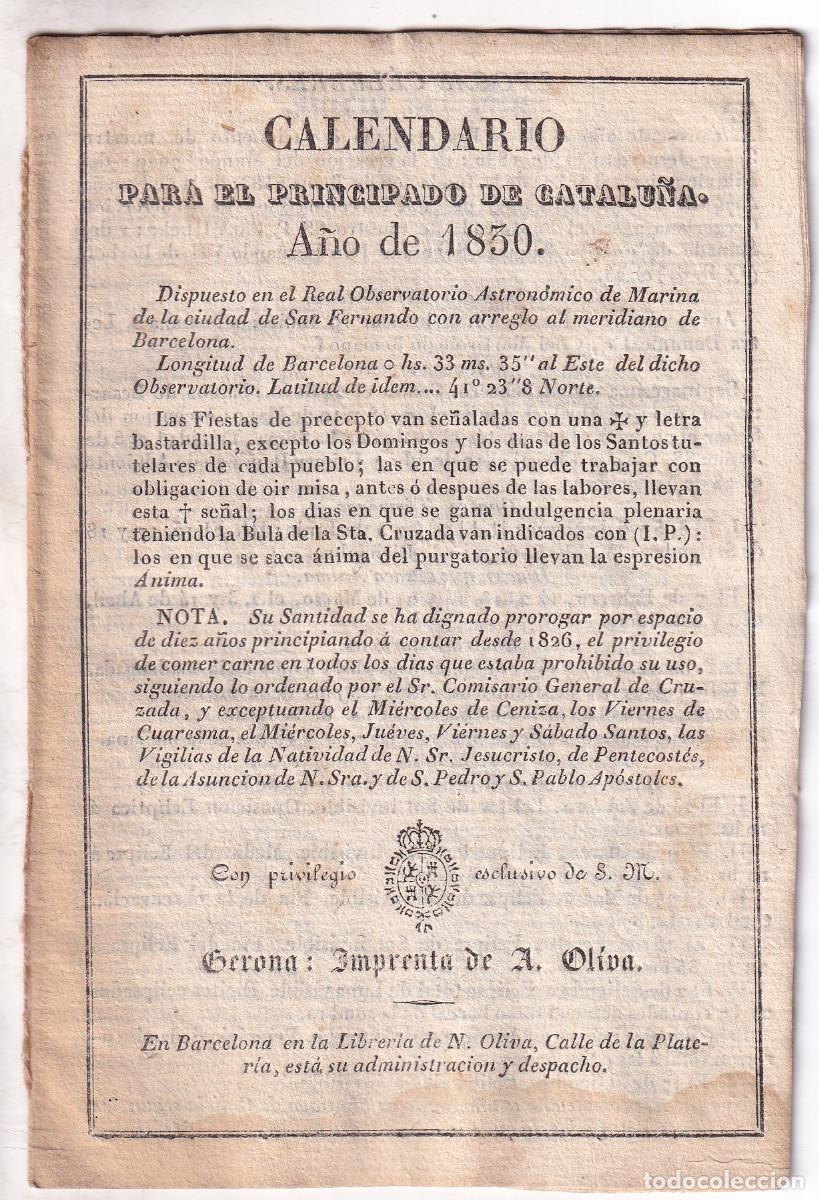 CALENDARIO
PARA EL PRINCIPADO DE CATALUÑA.
Año de 1830.
Dispuesto en el Real Observatorio Astronómico de Marina
de la ciudad de San Fernando con arreglo al meridiano de
Barcelona.
Longitud de Barcelona o hs. 33 ms. 35" al Este del dicho
Observatorio. Latitud de idem.... 41º 23"8 Norte.
Las Fiestas de precepto van señaladas con una ✠ y letra
bastardilla, excepto los Domingos y los dias de los Santos tu-
telares de cada pueblo; las en que se puede trabajar con
obligacion de oir misa, antes ó despues de las labores, llevan
esta † señal; los dias en que se gana indulgencia plenaria
teniendo la Bula de la Sta. Cruzada van indicados con (I. P.):
los en que se saca ánima del purgatorio llevan la espresion
Anima.
NOTA. Su Santidad se ha dignado prorogar por espacio
de diez años principiando á contar desde 1826, el privilegio
de comer carne en todos los dias que estaba prohibido su uso,
siguiendo lo ordenado por el Sr. Comisario General de Cru-
zada, y exceptuando el Miércoles de Ceniza, los Viernes de
Cuaresma, el Miércoles, Juéves, Viérnes y Sábado Santos, las
Vigilias de la Natividad de N. Sr. Jesucristo, de Pentecostés,
de la Asuncion de N. Sra. y de S. Pedro y S. Pablo Apóstoles.
Con privilegio esclusivo de S. M.
Gerona: Imprenta de A. Oliva.
En Barcelona en la Librería de N. Oliva, Calle de la Plate-
ría, está su administracion y despacho.
todocoleccion